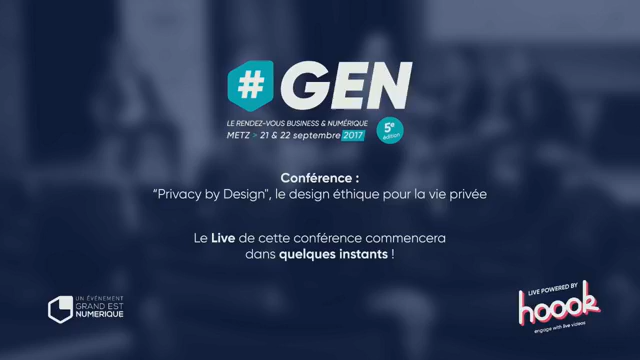 #GEN
LE RENDEZ-VOUS BUSINESS & NUMÉRIQUE
METZ > 21 & 22 septembre 2017
5e édition
Conférence :
“Privacy by Design", le design éthique pour la vie privée
Le Live de cette conférence commencera
dans quelques instants !
UN ÉVÉNEMENT
GRAND EST
NUMERIQUE
LIVE POWERED BY
hoook
engage with live videos